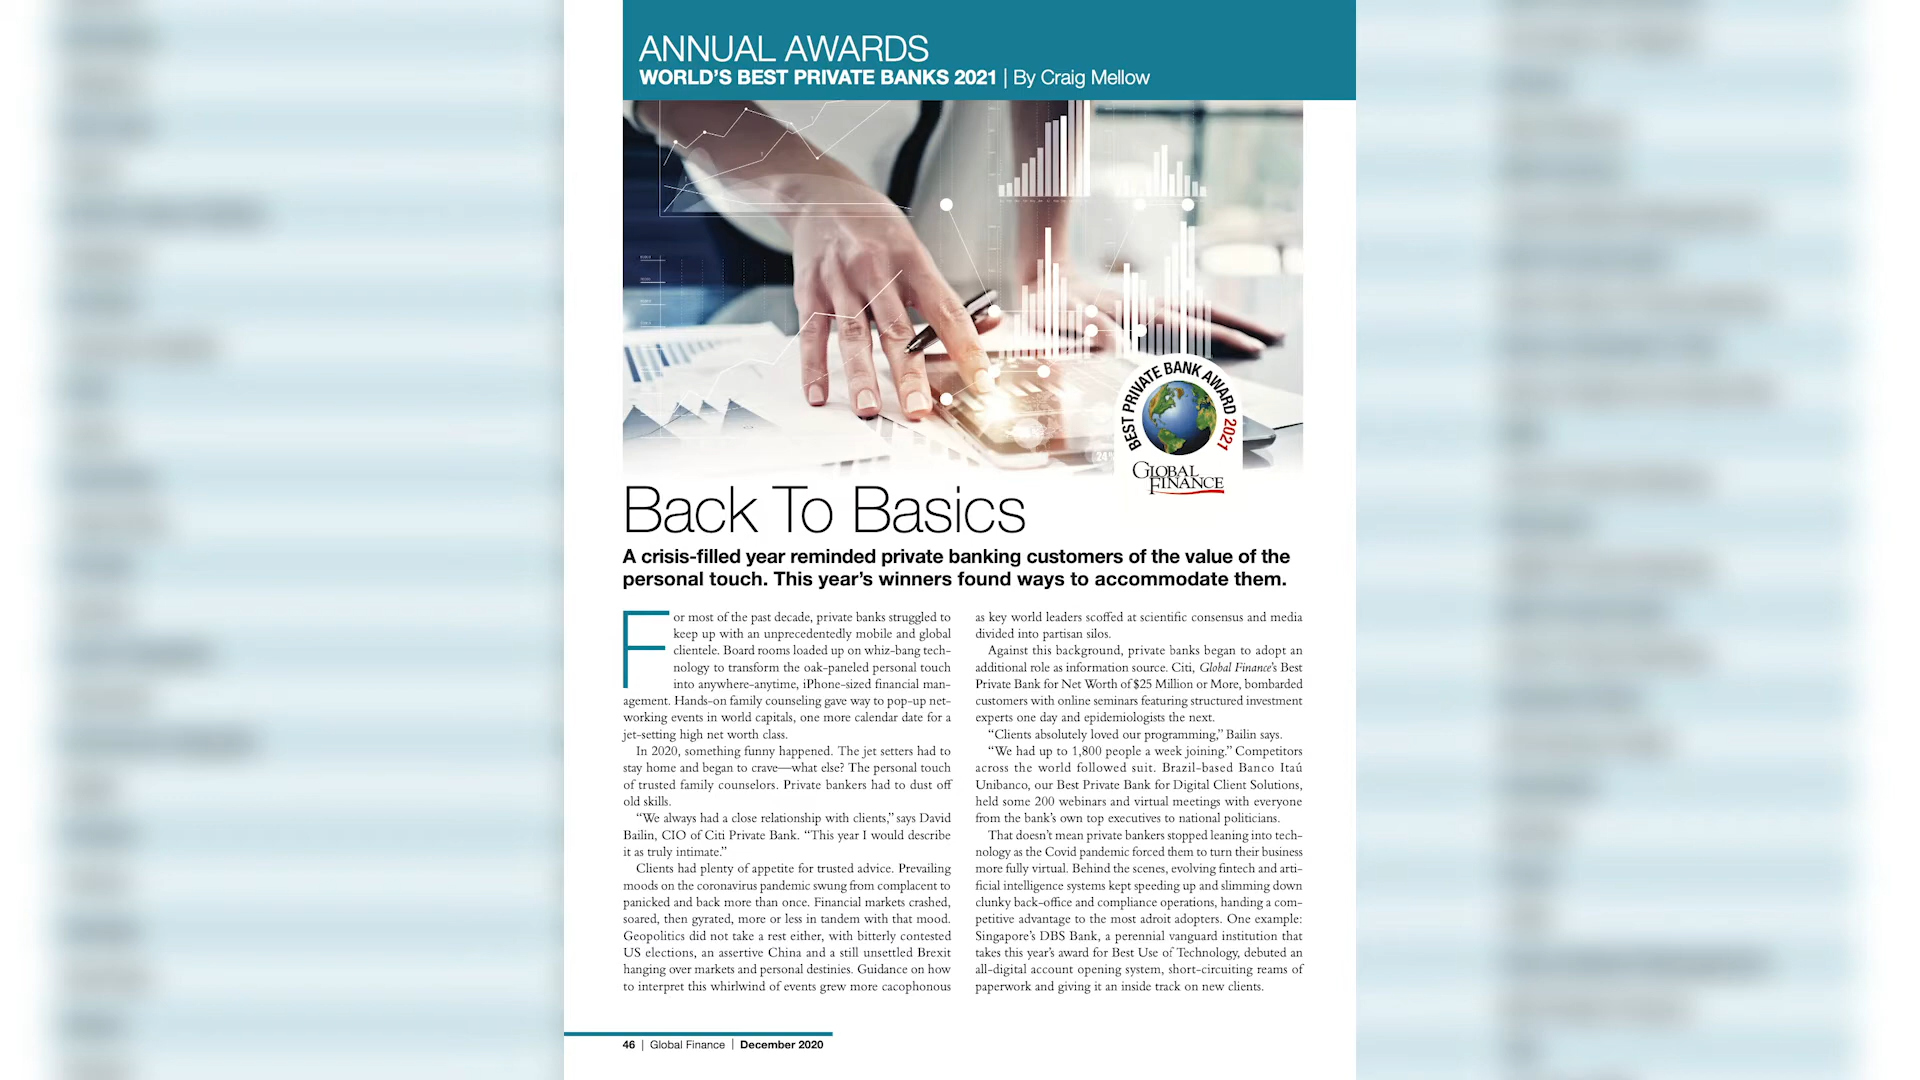 ANNUAL AWARDS
WORLD'S BEST PRIVATE BANKS 2021 | By Craig Mellow
BEST PRIVATE BANK AWARD 2021
GLOBAL
FINANCE
24%
Back To Basics
A crisis-filled year reminded private banking customers of the value of the
personal touch. This year's winners found ways to accommodate them.
For most of the past decade, private banks struggled to
keep up with an unprecedentedly mobile and global
clientele. Board rooms loaded up on whiz-bang tech-
nology to transform the oak-paneled personal touch
into anywhere-anytime, iPhone-sized financial man-
agement. Hands-on family counseling gave way to pop-up net-
working events in world capitals, one more calendar date for a
jet-setting high net worth class.
In 2020, something funny happened. The jet setters had to
stay home and began to crave—what else? The personal touch
of trusted family counselors. Private bankers had to dust off
old skills.
“We always had a close relationship with clients,” says David
Bailin, CIO of Citi Private Bank. “This year I would describe
it as truly intimate.”
Clients had plenty of appetite for trusted advice. Prevailing
moods on the coronavirus pandemic swung from complacent to
panicked and back more than once. Financial markets crashed,
soared, then gyrated, more or less in tandem with that mood.
Geopolitics did not take a rest either, with bitterly contested
US elections, an assertive China and a still unsettled Brexit
hanging over markets and personal destinies. Guidance on how
to interpret this whirlwind of events grew more cacophonous
as key world leaders scoffed at scientific consensus and media
divided into partisan silos.
Against this background, private banks began to adopt an
additional role as information source. Citi, Global Finance's Best
Private Bank for Net Worth of $25 Million or More, bombarded
customers with online seminars featuring structured investment
experts one day and epidemiologists the next.
“Clients absolutely loved our programming,” Bailin says.
“We had up to 1,800 people a week joining.” Competitors
across the world followed suit. Brazil-based Banco Itaú
Unibanco, our Best Private Bank for Digital Client Solutions,
held some 200 webinars and virtual meetings with everyone
from the bank's own top executives to national politicians.
That doesn't mean private bankers stopped leaning into tech-
nology as the Covid pandemic forced them to turn their business
more fully virtual. Behind the scenes, evolving fintech and arti-
ficial intelligence systems kept speeding up and slimming down
clunky back-office and compliance operations, handing a com-
petitive advantage to the most adroit adopters. One example:
Singapore's DBS Bank, a perennial vanguard institution that
takes this year's award for Best Use of Technology, debuted an
all-digital account opening system, short-circuiting reams of
paperwork and giving it an inside track on new clients.
46 | Global Finance | December 2020